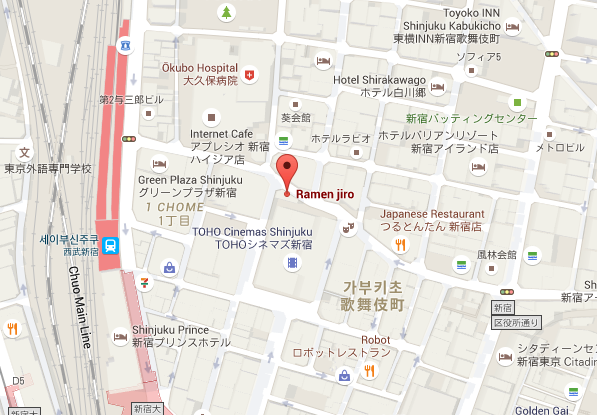 Toyoko INN
Shinjuku Kabukicho
東横INN新宿歌舞伎町
ソフィア5
Ōkubo Hospital
大久保病院
Hotel Shirakawago
ホテル白川郷
第2与三郎ビル
葵会館
新宿バッティングセンター
Internet Cafe
アプレシオ 新宿
ハイジア店
ホテルラビオ
ホテルバリアンリゾート
新宿アイランド店
メトロビル
東京外語専門学校
Green Plaza Shinjuku
グリーンプラザ新宿
Ramen jiro
1 CHOME
1丁目
Japanese Restaurant
つるとんたん 新宿店
TOHO Cinemas Shinjuku
TOHOシネマズ新宿
세이부신주쿠
西武新宿
風林会館
Chuo-Main Line
가부키초
歌舞伎町
新宿
新宿ア
区役所通り
Shinjuku Prince
新宿プリンスホテル
Robot
ロボットレストラン
シタディーンセン
新宿東京 Citadin
D5
新宿大
新宿大
Golden Gai